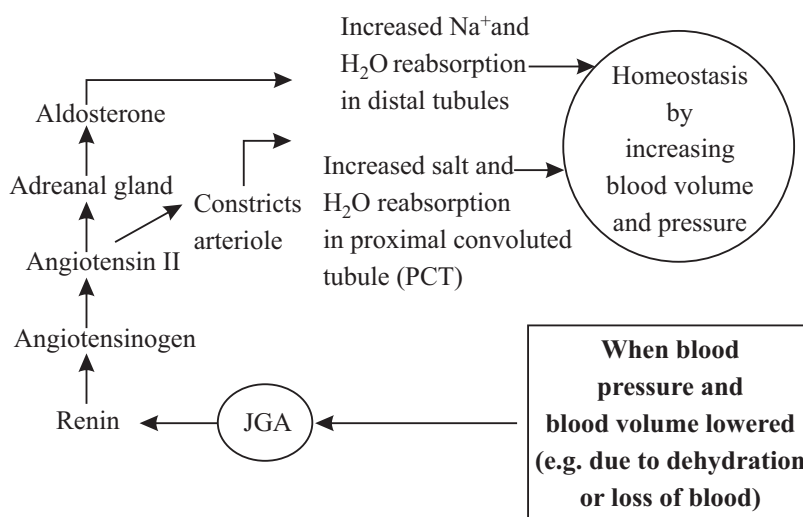 Increased Na⁺and
H₂O reabsorption
in distal tubules
Homeostasis
by
increasing
blood volume
and pressure
Aldosterone
Adreanal gland
Constricts
arteriole
Increased salt and
H₂O reabsorption
in proximal convoluted
tubule (PCT)
Angiotensin II
Angiotensinogen
Renin
JGA
When blood
pressure and
blood volume lowered
(e.g. due to dehydration
or loss of blood)